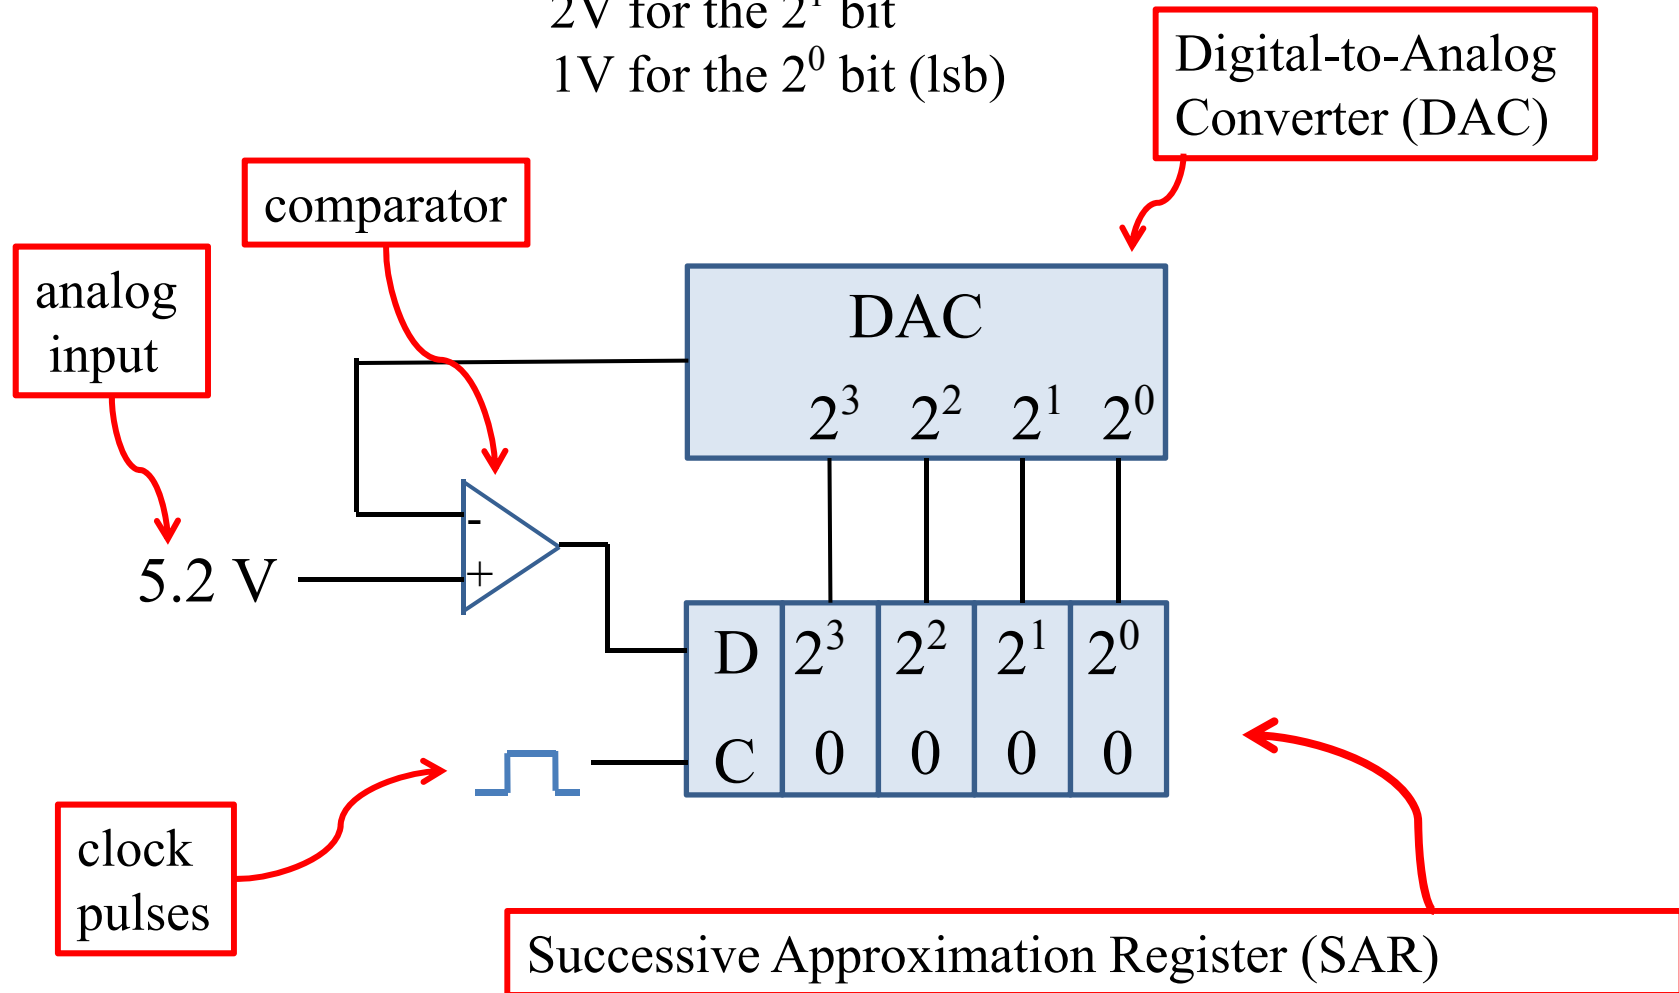 2V for the 2¹ bit
1V for the 2⁰ bit (lsb)
Digital-to-Analog
Converter (DAC)
comparator
analog
input
DAC
2³ 2² 2¹ 2⁰
-
+
5.2 V
D 2³ 2² 2¹ 2⁰
C 0 0 0 0
clock
pulses
Successive Approximation Register (SAR)